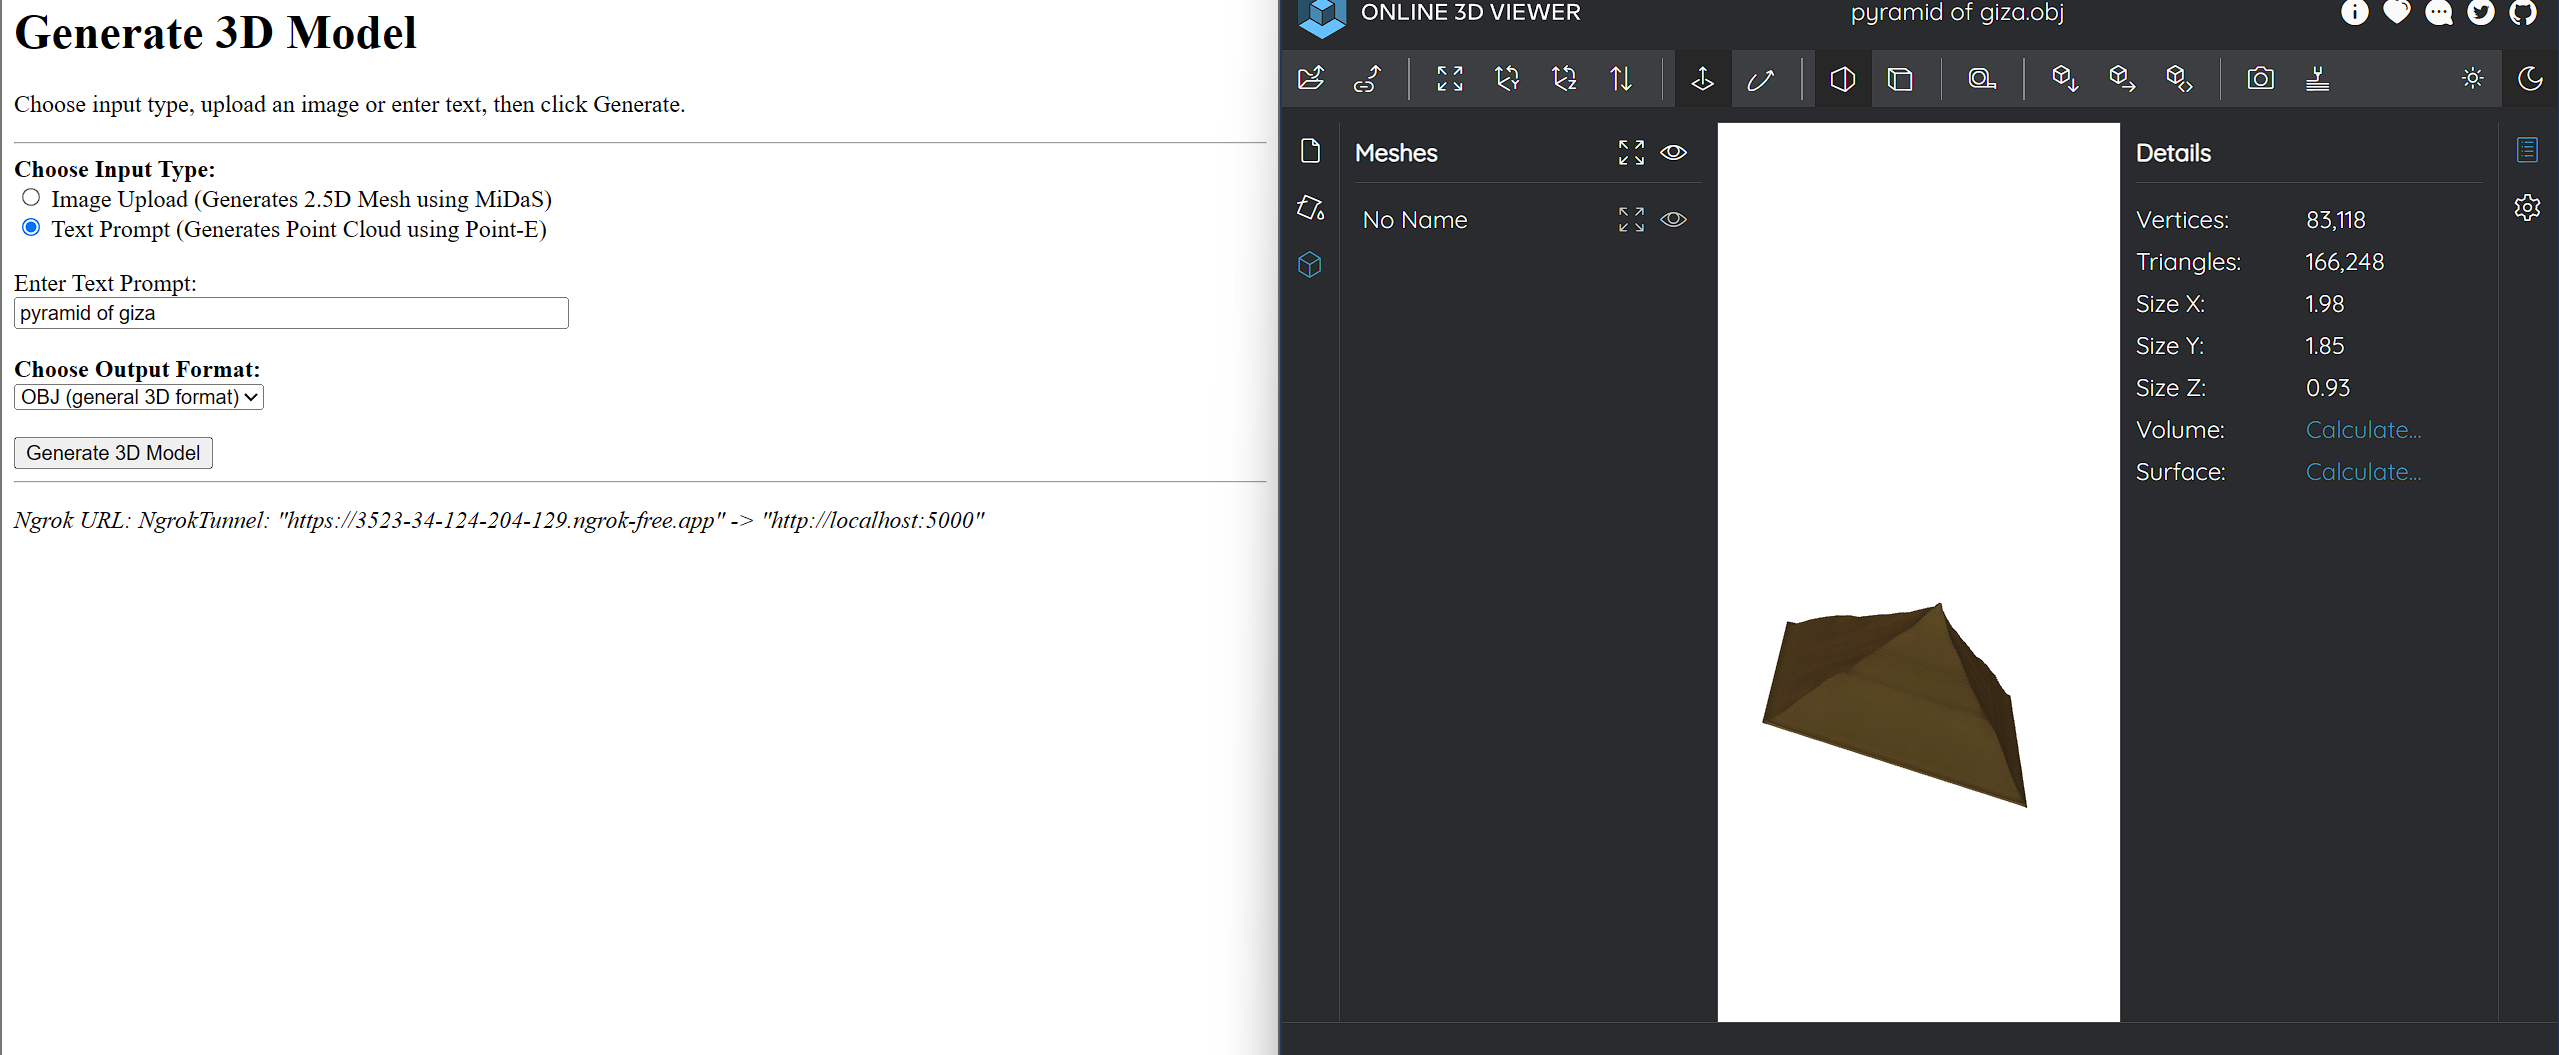 Generate 3D Model
Choose input type, upload an image or enter text, then click Generate.
Choose Input Type:
Image Upload (Generates 2.5D Mesh using MiDaS)
Text Prompt (Generates Point Cloud using Point-E)
Enter Text Prompt:
pyramid of giza
Choose Output Format:
OBJ (general 3D format)
Generate 3D Model
Ngrok URL: NgrokTunnel: "https://3523-34-124-204-129.ngrok-free.app" -> "http://localhost:5000"
ONLINE 3D VIEWER
pyramid of giza.obj
Meshes
No Name
Details
Vertices: 83,118
Triangles: 166,248
Size X: 1.98
Size Y: 1.85
Size Z: 0.93
Volume: Calculate...
Surface: Calculate...